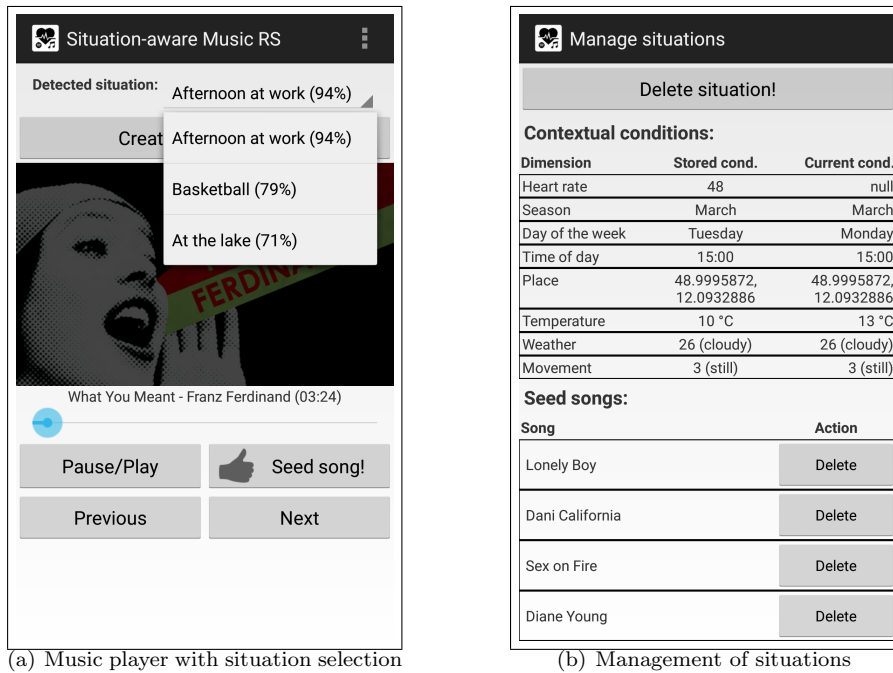 Situation-aware Music RS
Detected situation:
Afternoon at work (94%)
Creat
Afternoon at work (94%)
Basketball (79%)
At the lake (71%)
FERDINA
What You Meant - Franz Ferdinand (03:24)
Pause/Play Seed song!
Previous Next
(a) Music player with situation selection
Manage situations
Delete situation!
Contextual conditions:
Dimension Stored cond. Current cond.
Heart rate 48 null
Season March March
Day of the week Tuesday Monday
Time of day 15:00 15:00
Place 48.9995872, 48.9995872,
12.0932886 12.0932886
Temperature 10 °C 13 °C
Weather 26 (cloudy) 26 (cloudy)
Movement 3 (still) 3 (still)
Seed songs:
Song Action
Lonely Boy Delete
Dani California Delete
Sex on Fire Delete
Diane Young Delete
(b) Management of situations